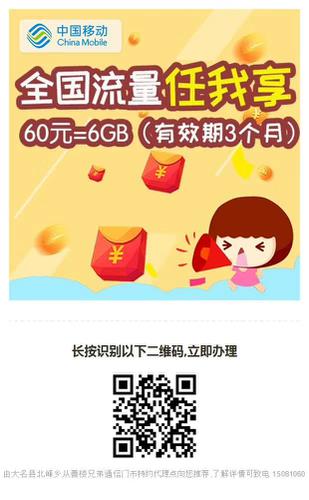 中国移动
China Mobile
全国流量任我享
60元=6GB（有效期3个月）
¥
¥
¥
长按识别以下二维码,立即办理
由大名县北峰乡从善楼兄弟通信门市特约代理点向您推荐,了解详情可致电 15081060